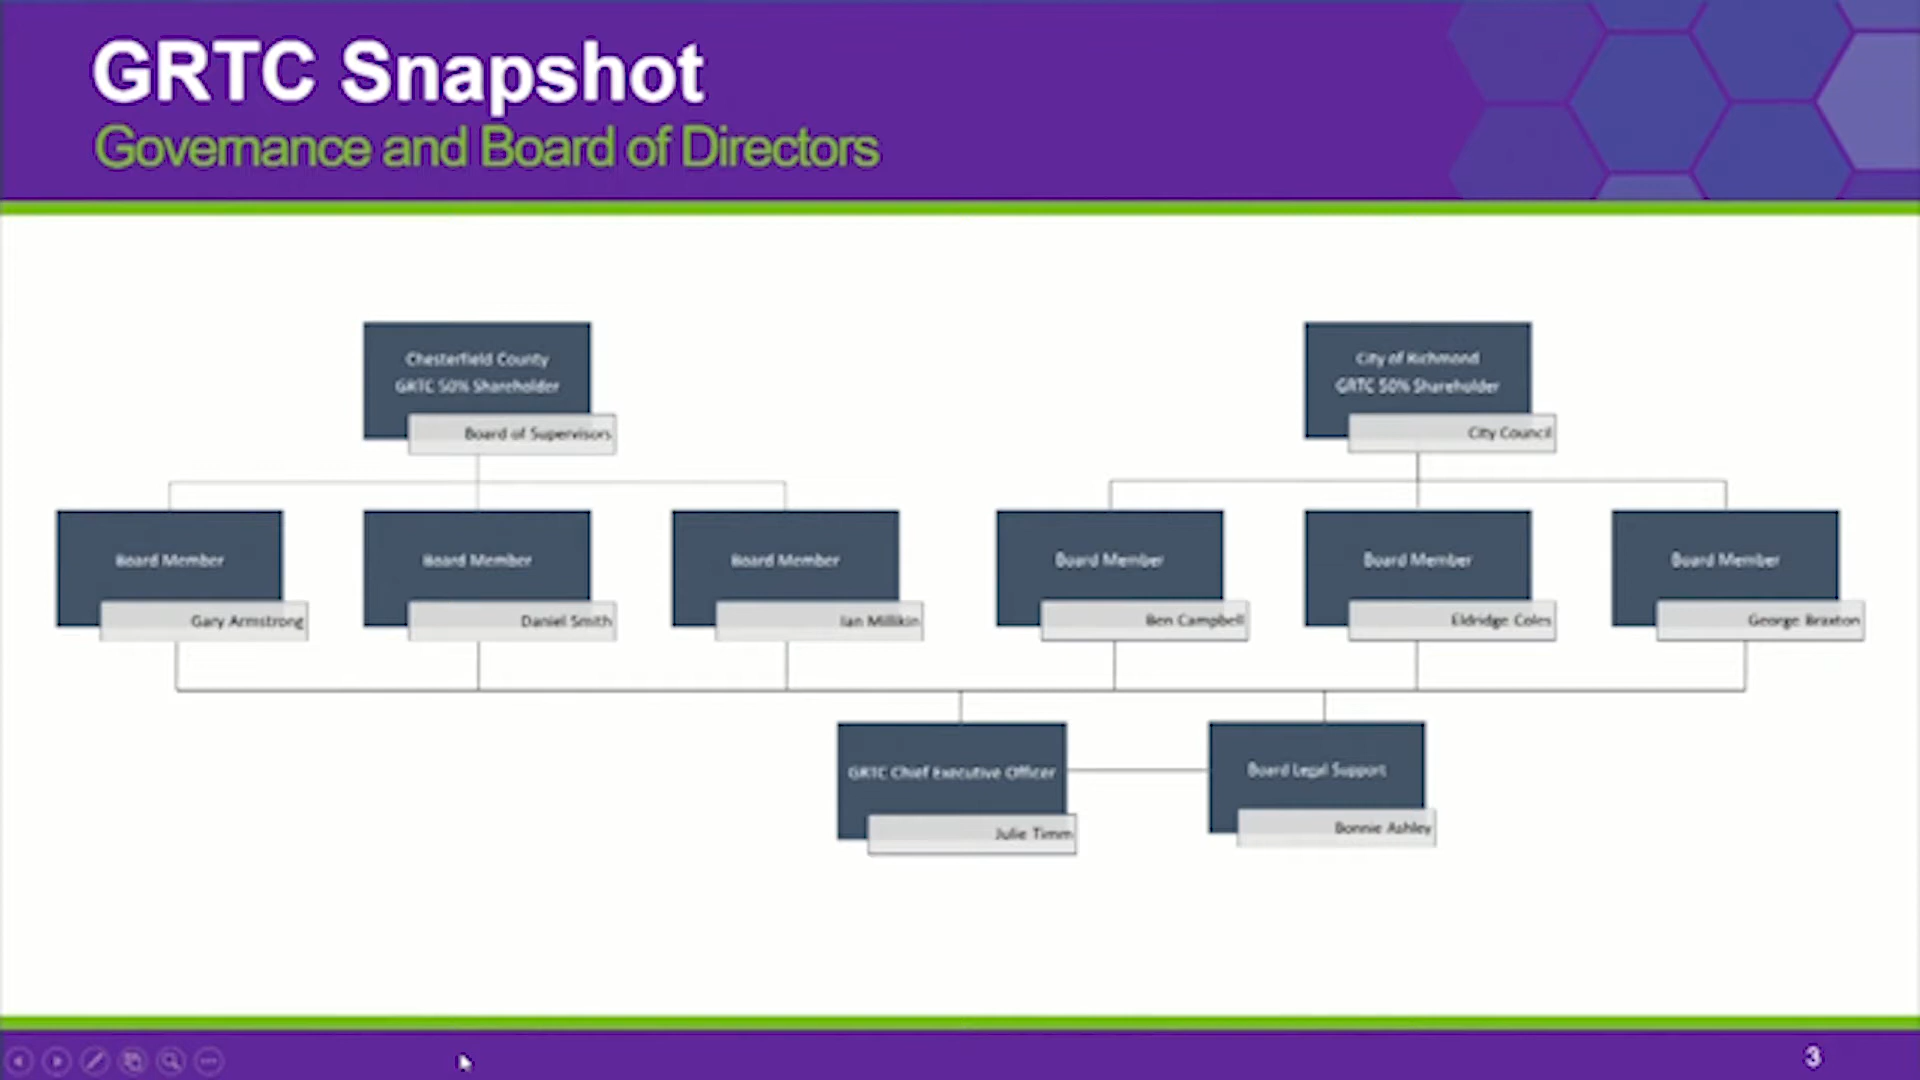 GRTC Snapshot
Governance and Board of Directors
Chesterfield County
GRTC 50% Shareholder
Board of Supervisors
City of Richmond
GRTC 50% Shareholder
City Council
Board Member
Gary Armstrong
Board Member
Daniel Smith
Board Member
Ian Millikin
Board Member
Ben Campbell
Board Member
Eldridge Coles
Board Member
George Braxton
GRTC Chief Executive Officer
Julie Timm
Board Legal Support
Bonnie Ashley
3